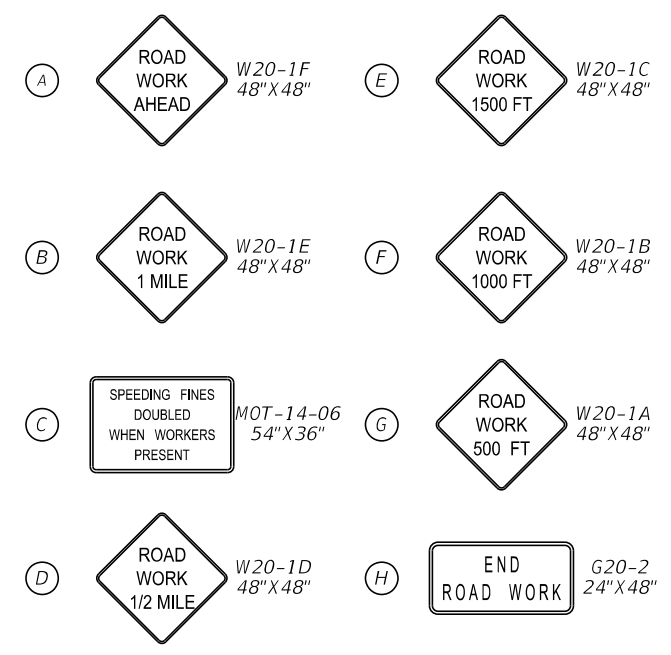 A
ROAD
WORK
AHEAD
W20-1F
48"X48"
B
ROAD
WORK
1 MILE
W20-1E
48"X48"
C
SPEEDING FINES
DOUBLED
WHEN WORKERS
PRESENT
MOT-14-06
54"X36"
D
ROAD
WORK
1/2 MILE
W20-1D
48"X48"
E
ROAD
WORK
1500 FT
W20-1C
48"X48"
F
ROAD
WORK
1000 FT
W20-1B
48"X48"
G
ROAD
WORK
500 FT
W20-1A
48"X48"
H
END
ROAD WORK
G20-2
24"X48"